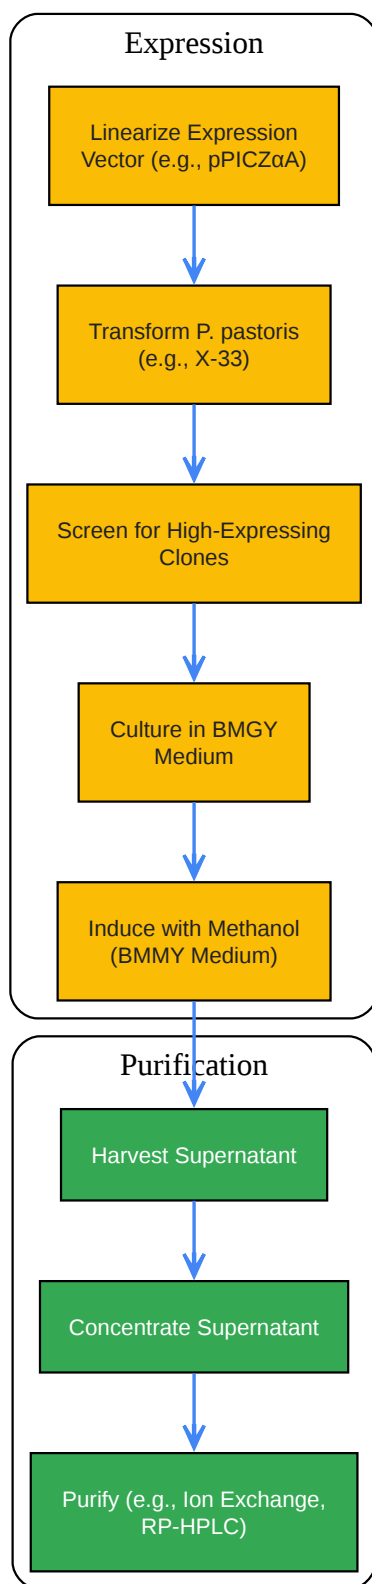 Expression
Linearize Expression
Vector (e.g., pPICZαA)
Transform P. pastoris
(e.g., X-33)
Screen for High-Expressing
Clones
Culture in BMGY
Medium
Induce with Methanol
(BMMY Medium)
Purification
Harvest Supernatant
Concentrate Supernatant
Purify (e.g., Ion Exchange,
RP-HPLC)